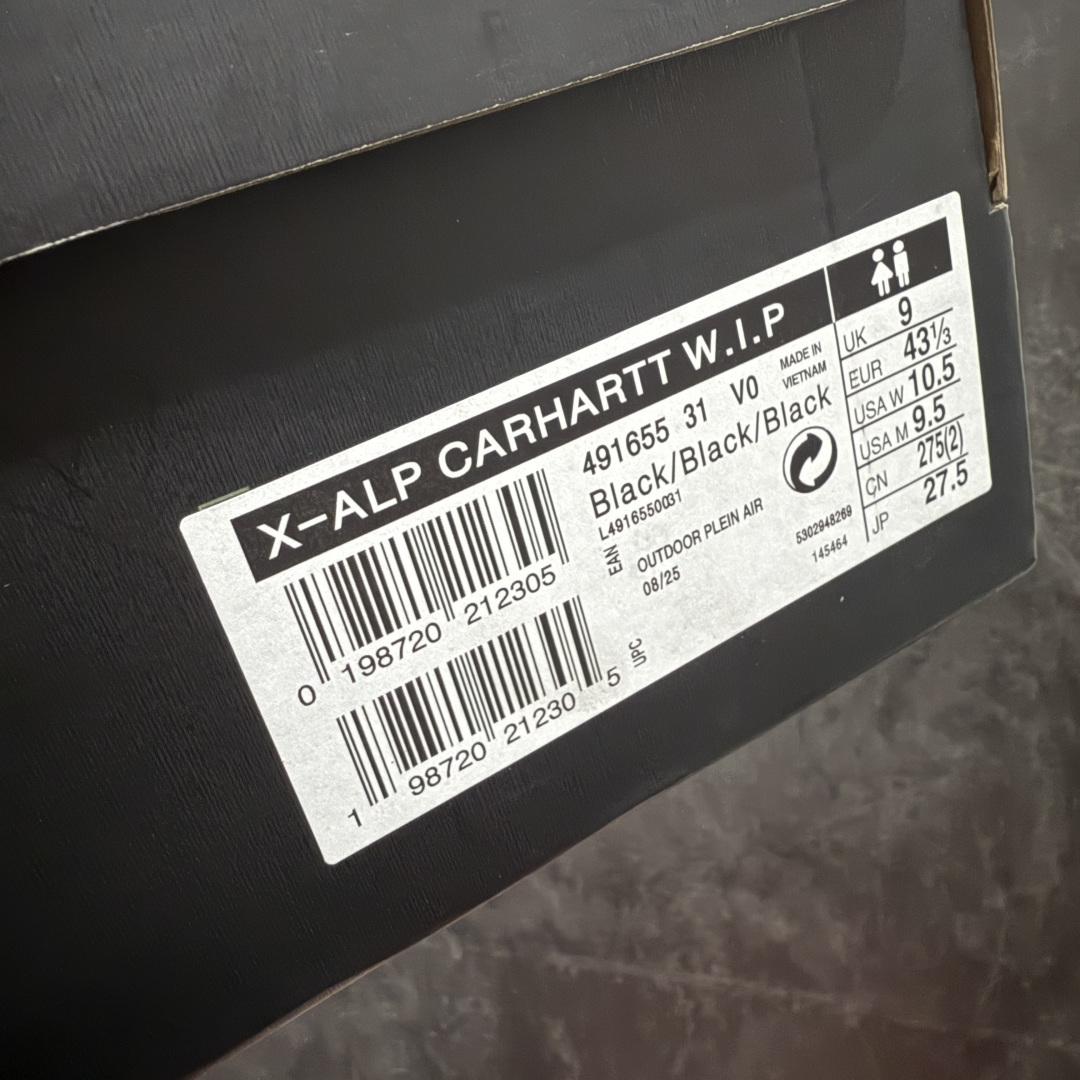 X-ALP CARHARTT W.I.P
491655 31 V0
MADE IN
VIETNAM
Black/Black/Black
L4916550031
EAN
OUTDOOR PLEIN AIR
08/25
5302948269
145464
0 198720 212305
UPC
1 98720 21230 5
UK 9
EUR 43⅓
USA W 10.5
USA M 9.5
CN 275(2)
JP 27.5